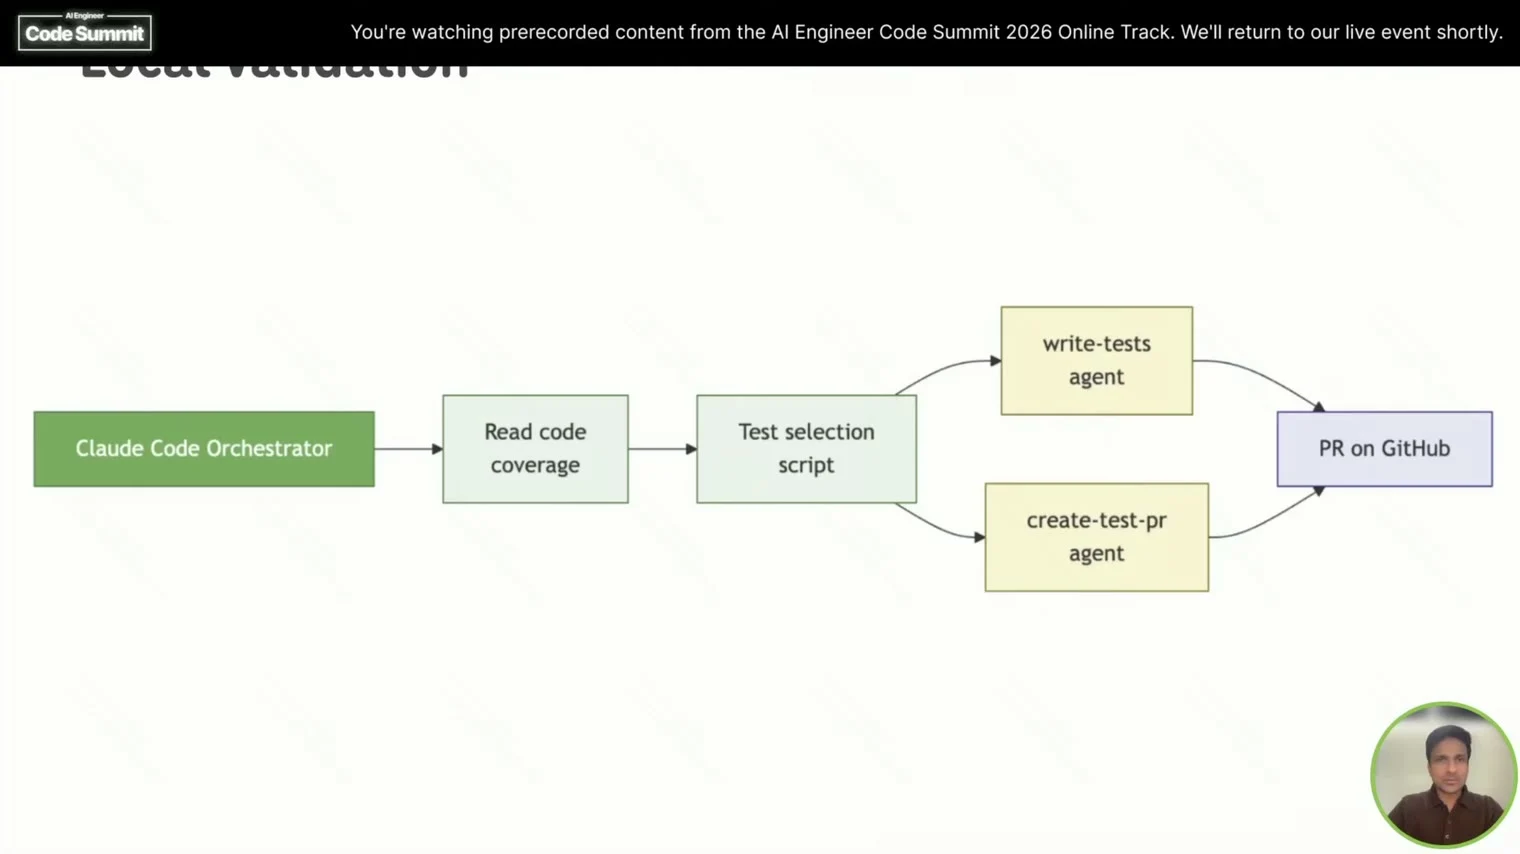 AI Engineer
Code Summit
You're watching prerecorded content from the AI Engineer Code Summit 2026 Online Track. We'll return to our live event shortly.
Local validation
Claude Code Orchestrator
Read code
coverage
Test selection
script
write-tests
agent
create-test-pr
agent
PR on GitHub